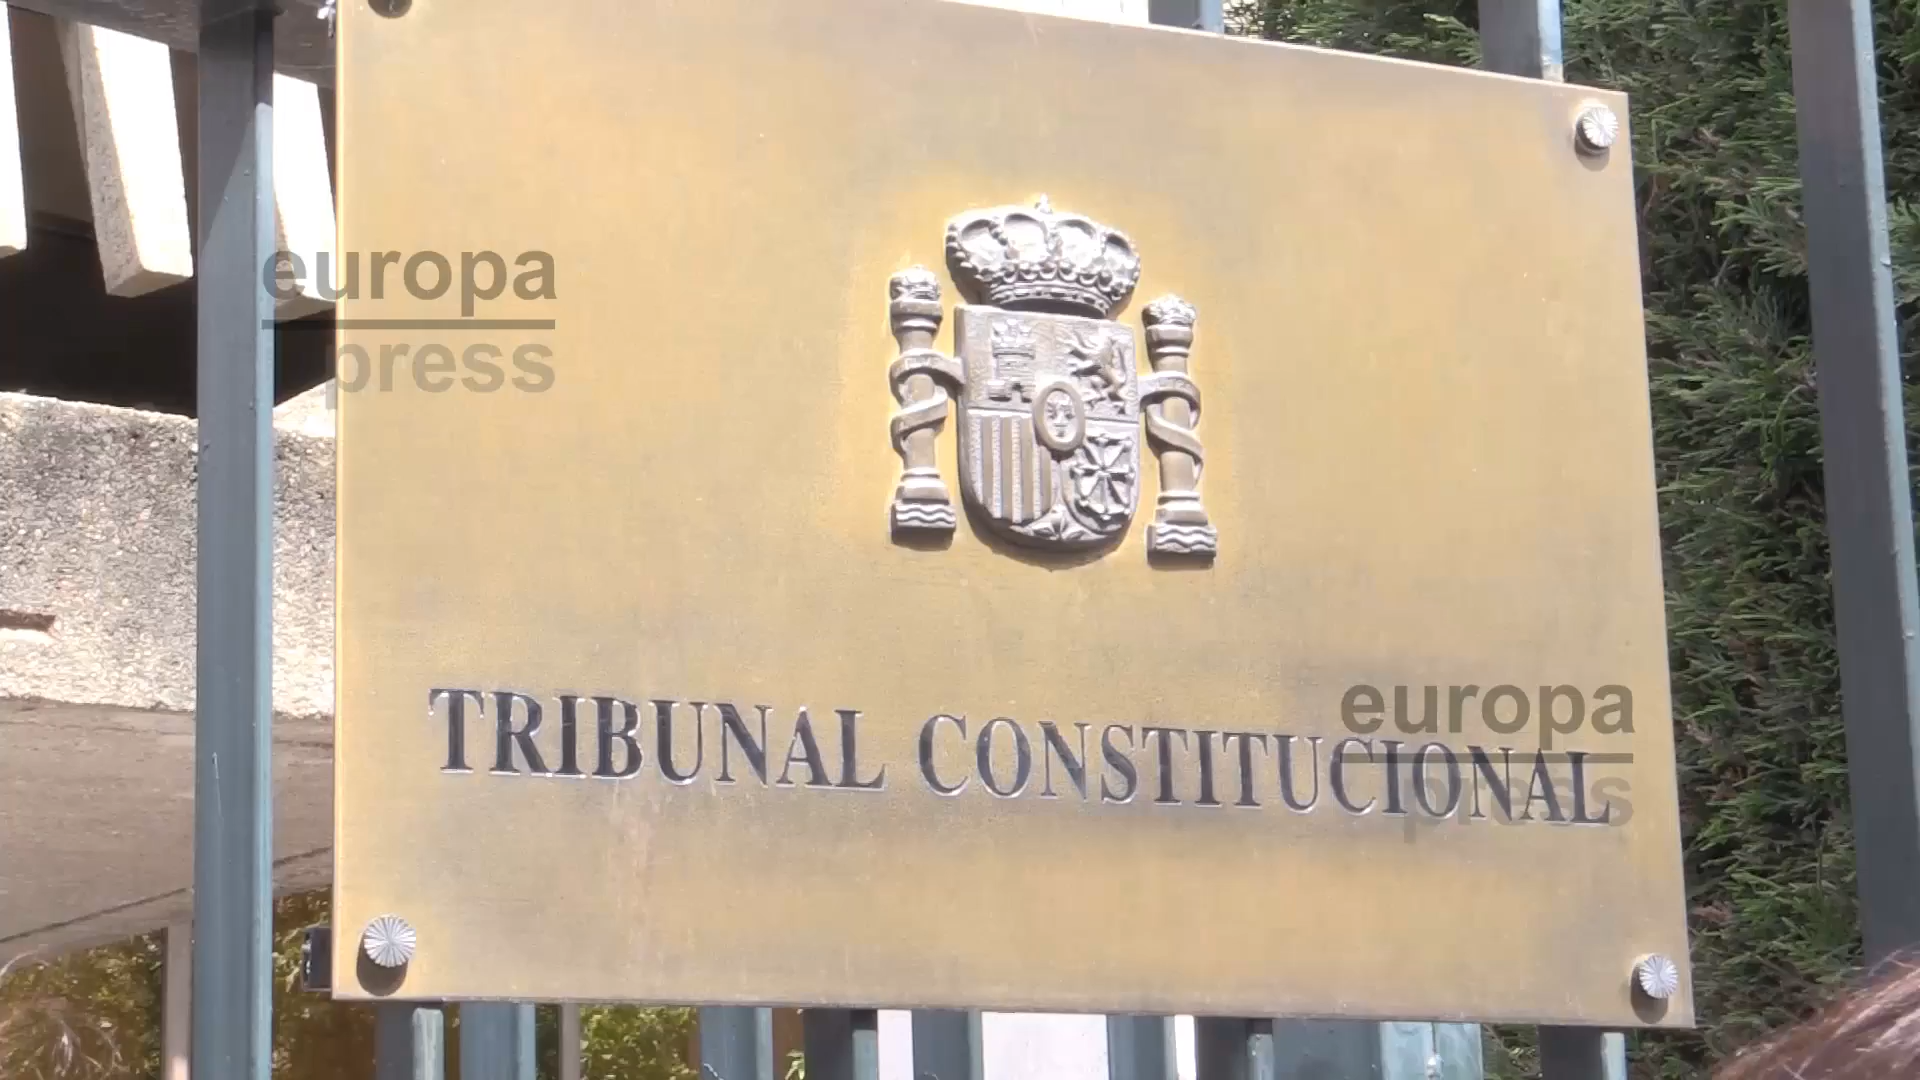 europa
press
TRIBUNAL CONSTITUCIONAL
europa
press